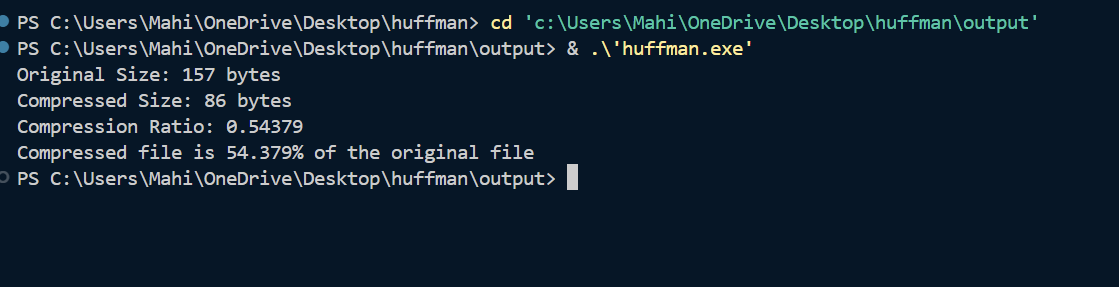 PS C:\Users\Mahi\OneDrive\Desktop\huffman> cd 'c:\Users\Mahi\OneDrive\Desktop\huffman\output'
PS C:\Users\Mahi\OneDrive\Desktop\huffman\output> & .\'huffman.exe'
Original Size: 157 bytes
Compressed Size: 86 bytes
Compression Ratio: 0.54379
Compressed file is 54.379% of the original file
PS C:\Users\Mahi\OneDrive\Desktop\huffman\output>